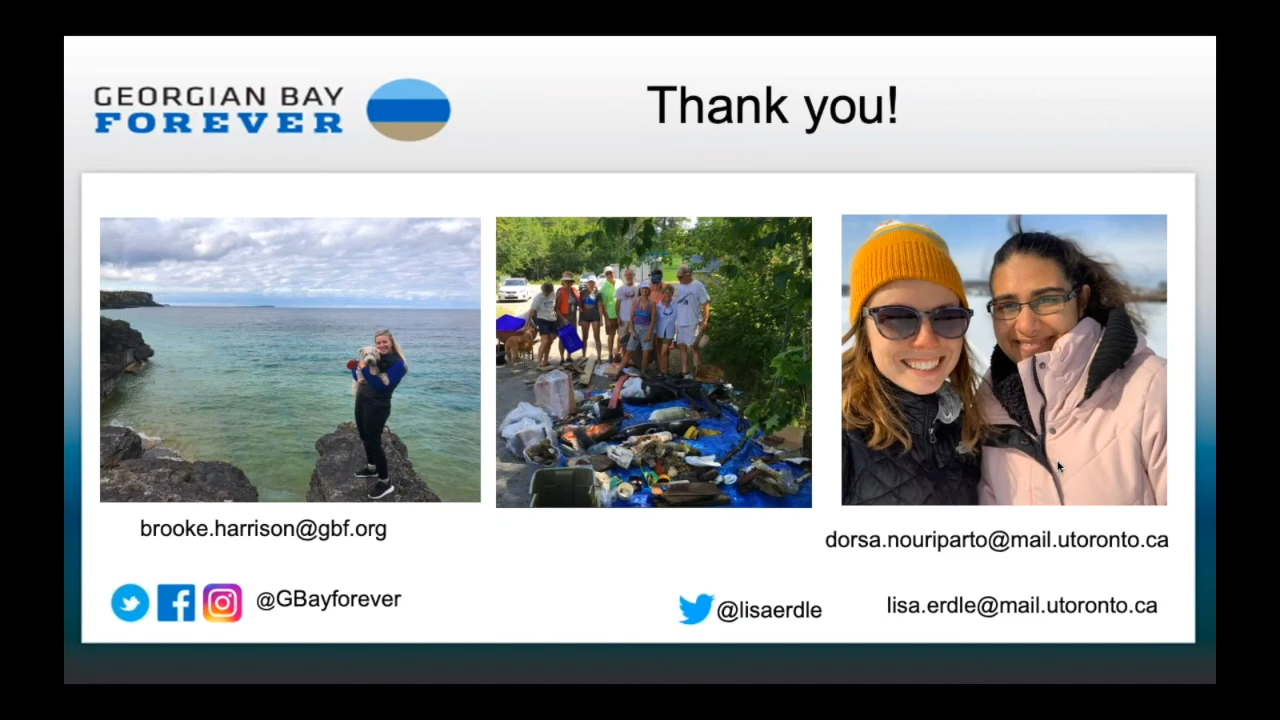 GEORGIAN BAY
FOREVER
Thank you!
brooke.harrison@gbf.org
dorsa.nouriparto@mail.utoronto.ca
@GBayforever
@lisaerdle
lisa.erdle@mail.utoronto.ca